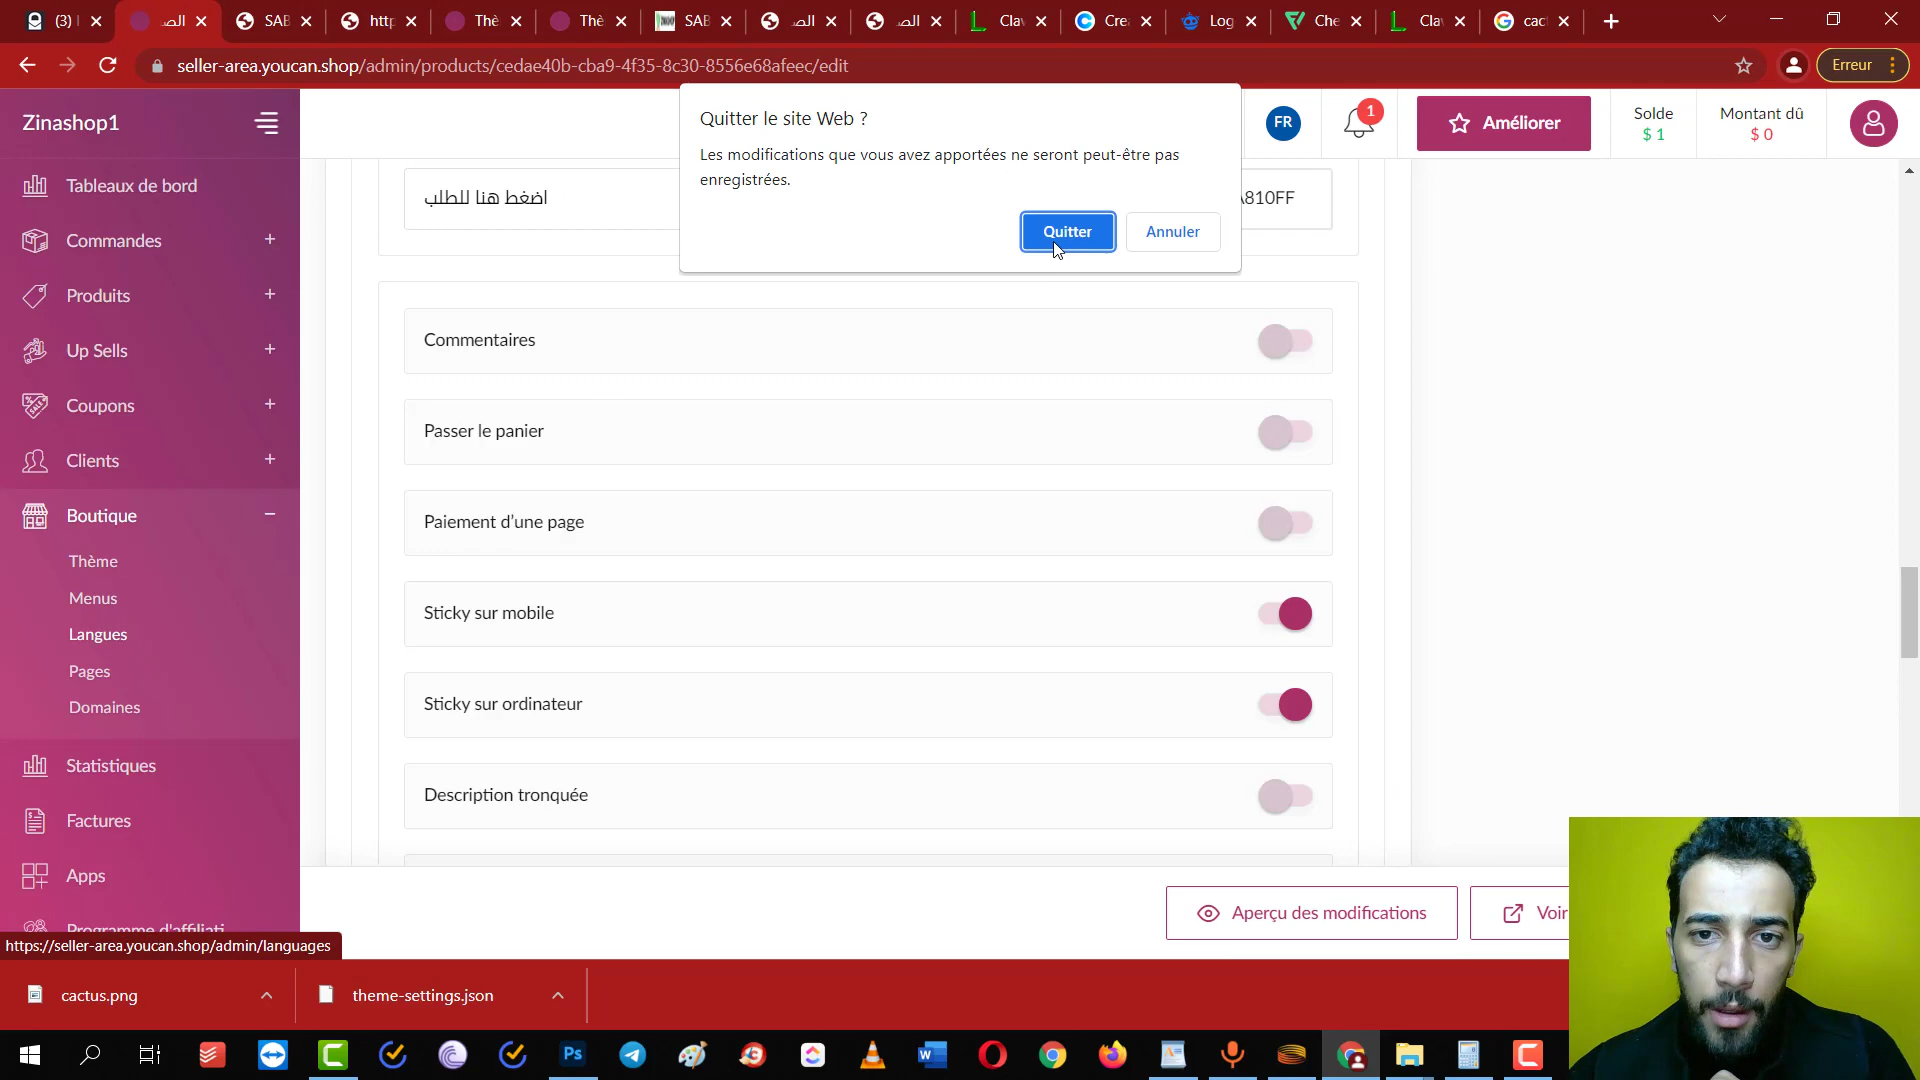 (3)
الصـ
SAB
http
Thè
Thè
SAB
الصـ
الصـ
Clav
Cre
Log
Che
Clav
cac
seller-area.youcan.shop/admin/products/cedae40b-cba9-4f35-8c30-8556e68afeec/edit
Erreur
Quitter le site Web ?
Les modifications que vous avez apportées ne seront peut-être pas
enregistrées.
Quitter
Annuler
Zinashop1
FR
1
Améliorer
Solde
$ 1
Montant dû
$ 0
Tableaux de bord
Commandes
Produits
Up Sells
Coupons
Clients
Boutique
Thème
Menus
Langues
Pages
Domaines
Statistiques
Factures
Apps
Programme d'affiliati
https://seller-area.youcan.shop/admin/languages
اضغط هنا للطلب
A810FF
Commentaires
Passer le panier
Paiement d'une page
Sticky sur mobile
Sticky sur ordinateur
Description tronquée
Aperçu des modifications
Voir
cactus.png
theme-settings.json